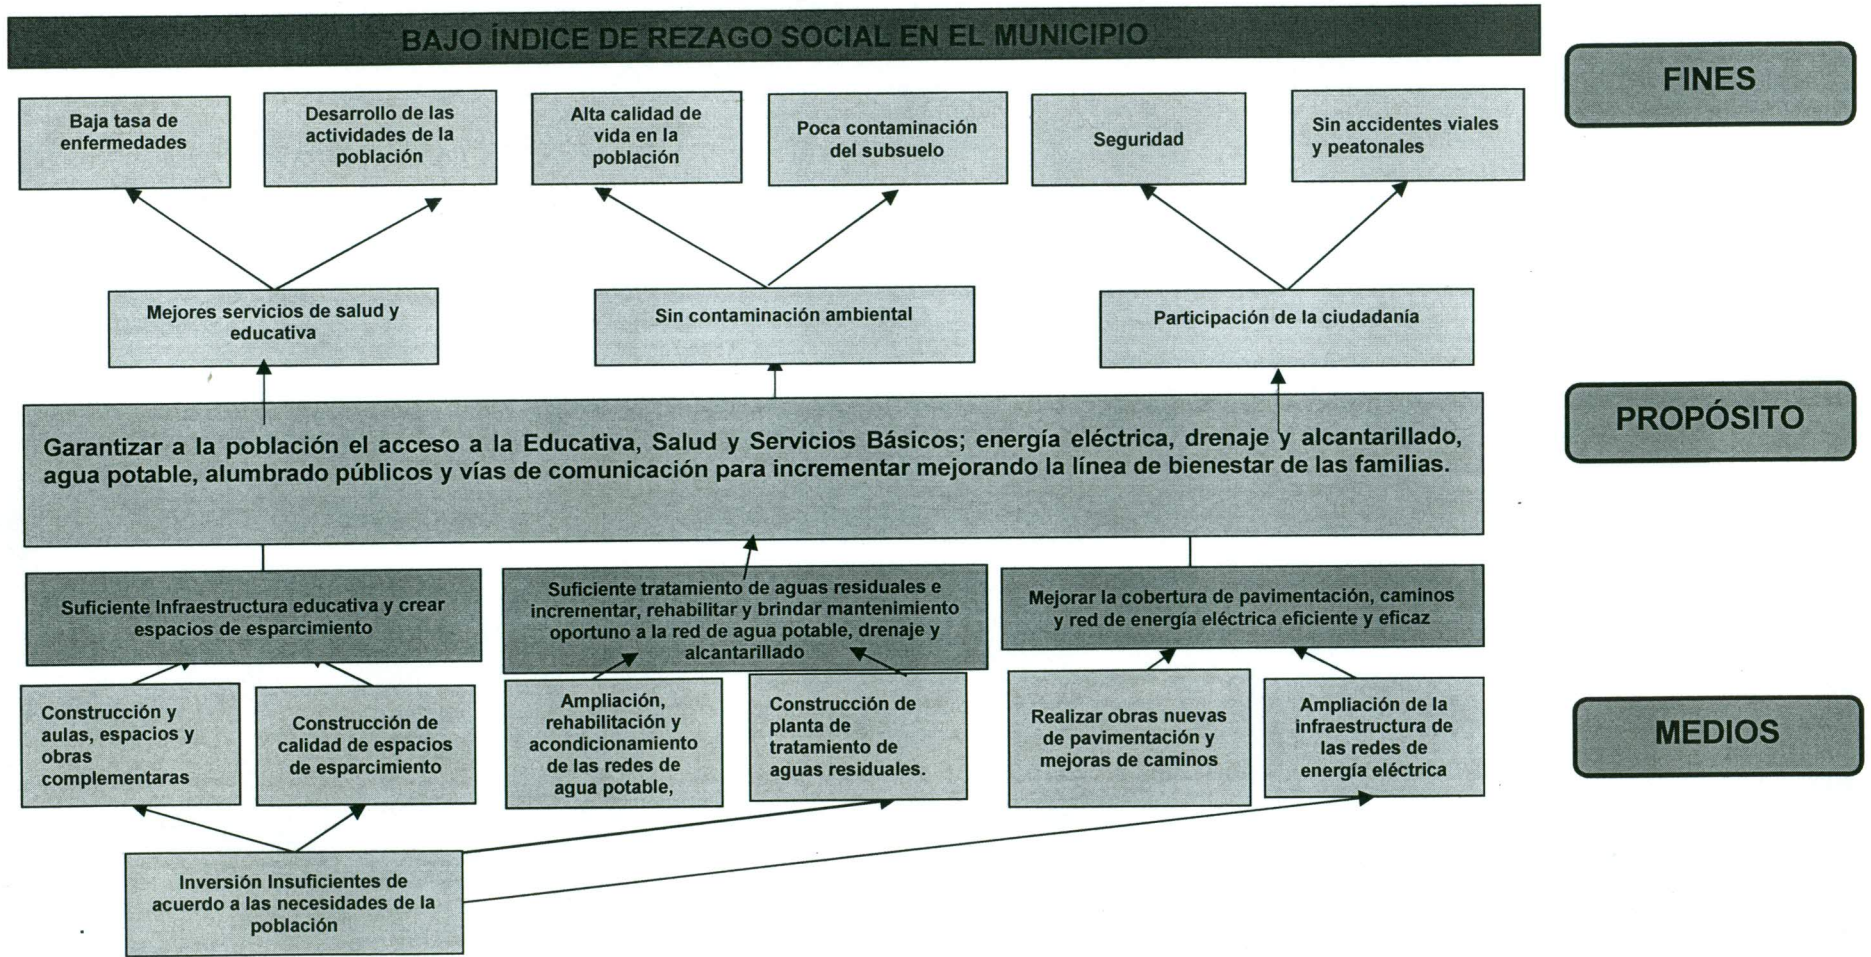 BAJO ÍNDICE DE REZAGO SOCIAL EN EL MUNICIPIO
FINES
Baja tasa de
enfermedades
Desarrollo de las
actividades de la
población
Alta calidad de
vida en la
población
Poca contaminación
del subsuelo
Seguridad
Sin accidentes viales
y peatonales
Mejores servicios de salud y
educativa
Sin contaminación ambiental
Participación de la ciudadanía
PROPÓSITO
Garantizar a la población el acceso a la Educativa, Salud y Servicios Básicos; energía eléctrica, drenaje y alcantarillado,
agua potable, alumbrado públicos y vías de comunicación para incrementar mejorando la línea de bienestar de las familias.
Suficiente Infraestructura educativa y crear
espacios de esparcimiento
Suficiente tratamiento de aguas residuales e
incrementar, rehabilitar y brindar mantenimiento
oportuno a la red de agua potable, drenaje y
alcantarillado
Mejorar la cobertura de pavimentación, caminos
y red de energía eléctrica eficiente y eficaz
MEDIOS
Construcción y
aulas, espacios y
obras
complementaras
Construcción de
calidad de espacios
de esparcimiento
Ampliación,
rehabilitación y
acondicionamiento
de las redes de
agua potable,
Construcción de
planta de
tratamiento de
aguas residuales.
Realizar obras nuevas
de pavimentación y
mejoras de caminos
Ampliación de la
infraestructura de
las redes de
energía eléctrica
Inversión Insuficientes de
acuerdo a las necesidades de la
población